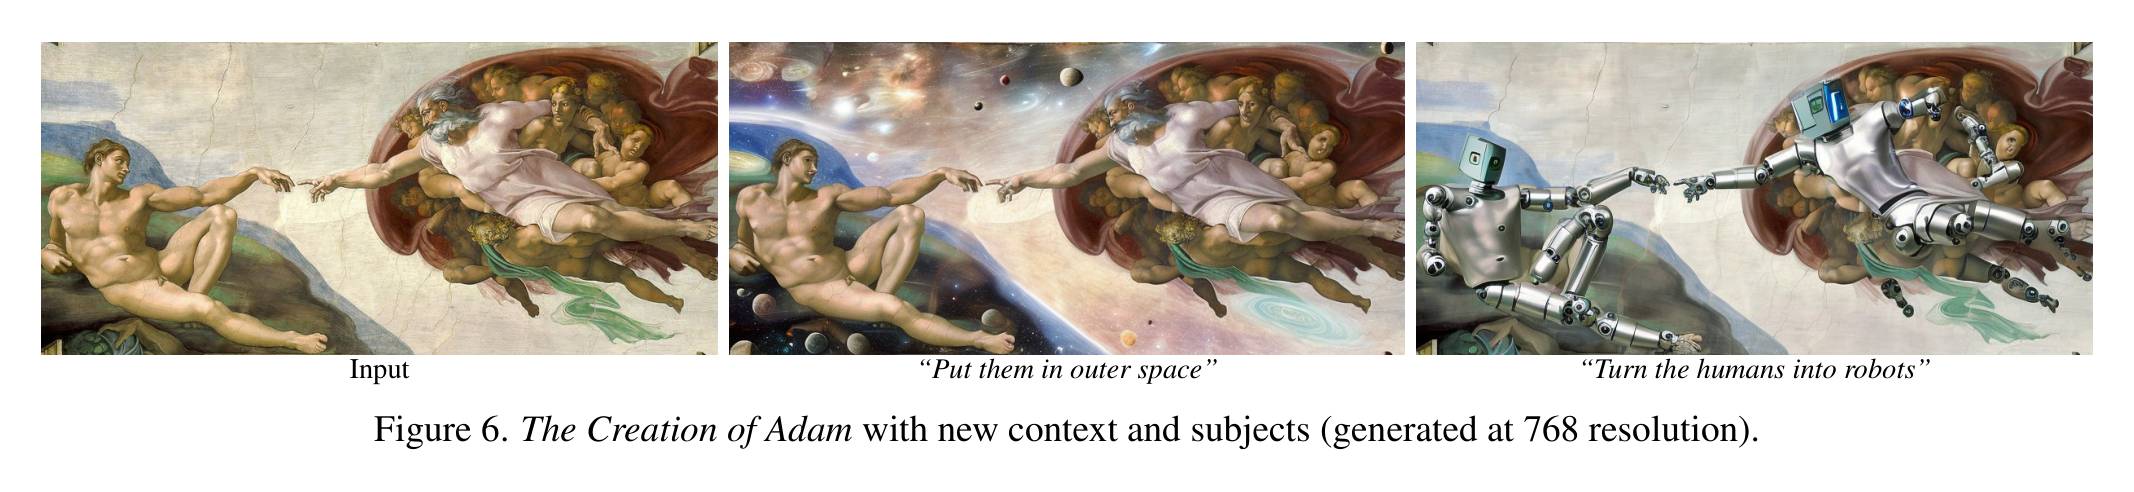 Input
“Put them in outer space”
“Turn the humans into robots”
Figure 6. The Creation of Adam with new context and subjects (generated at 768 resolution).